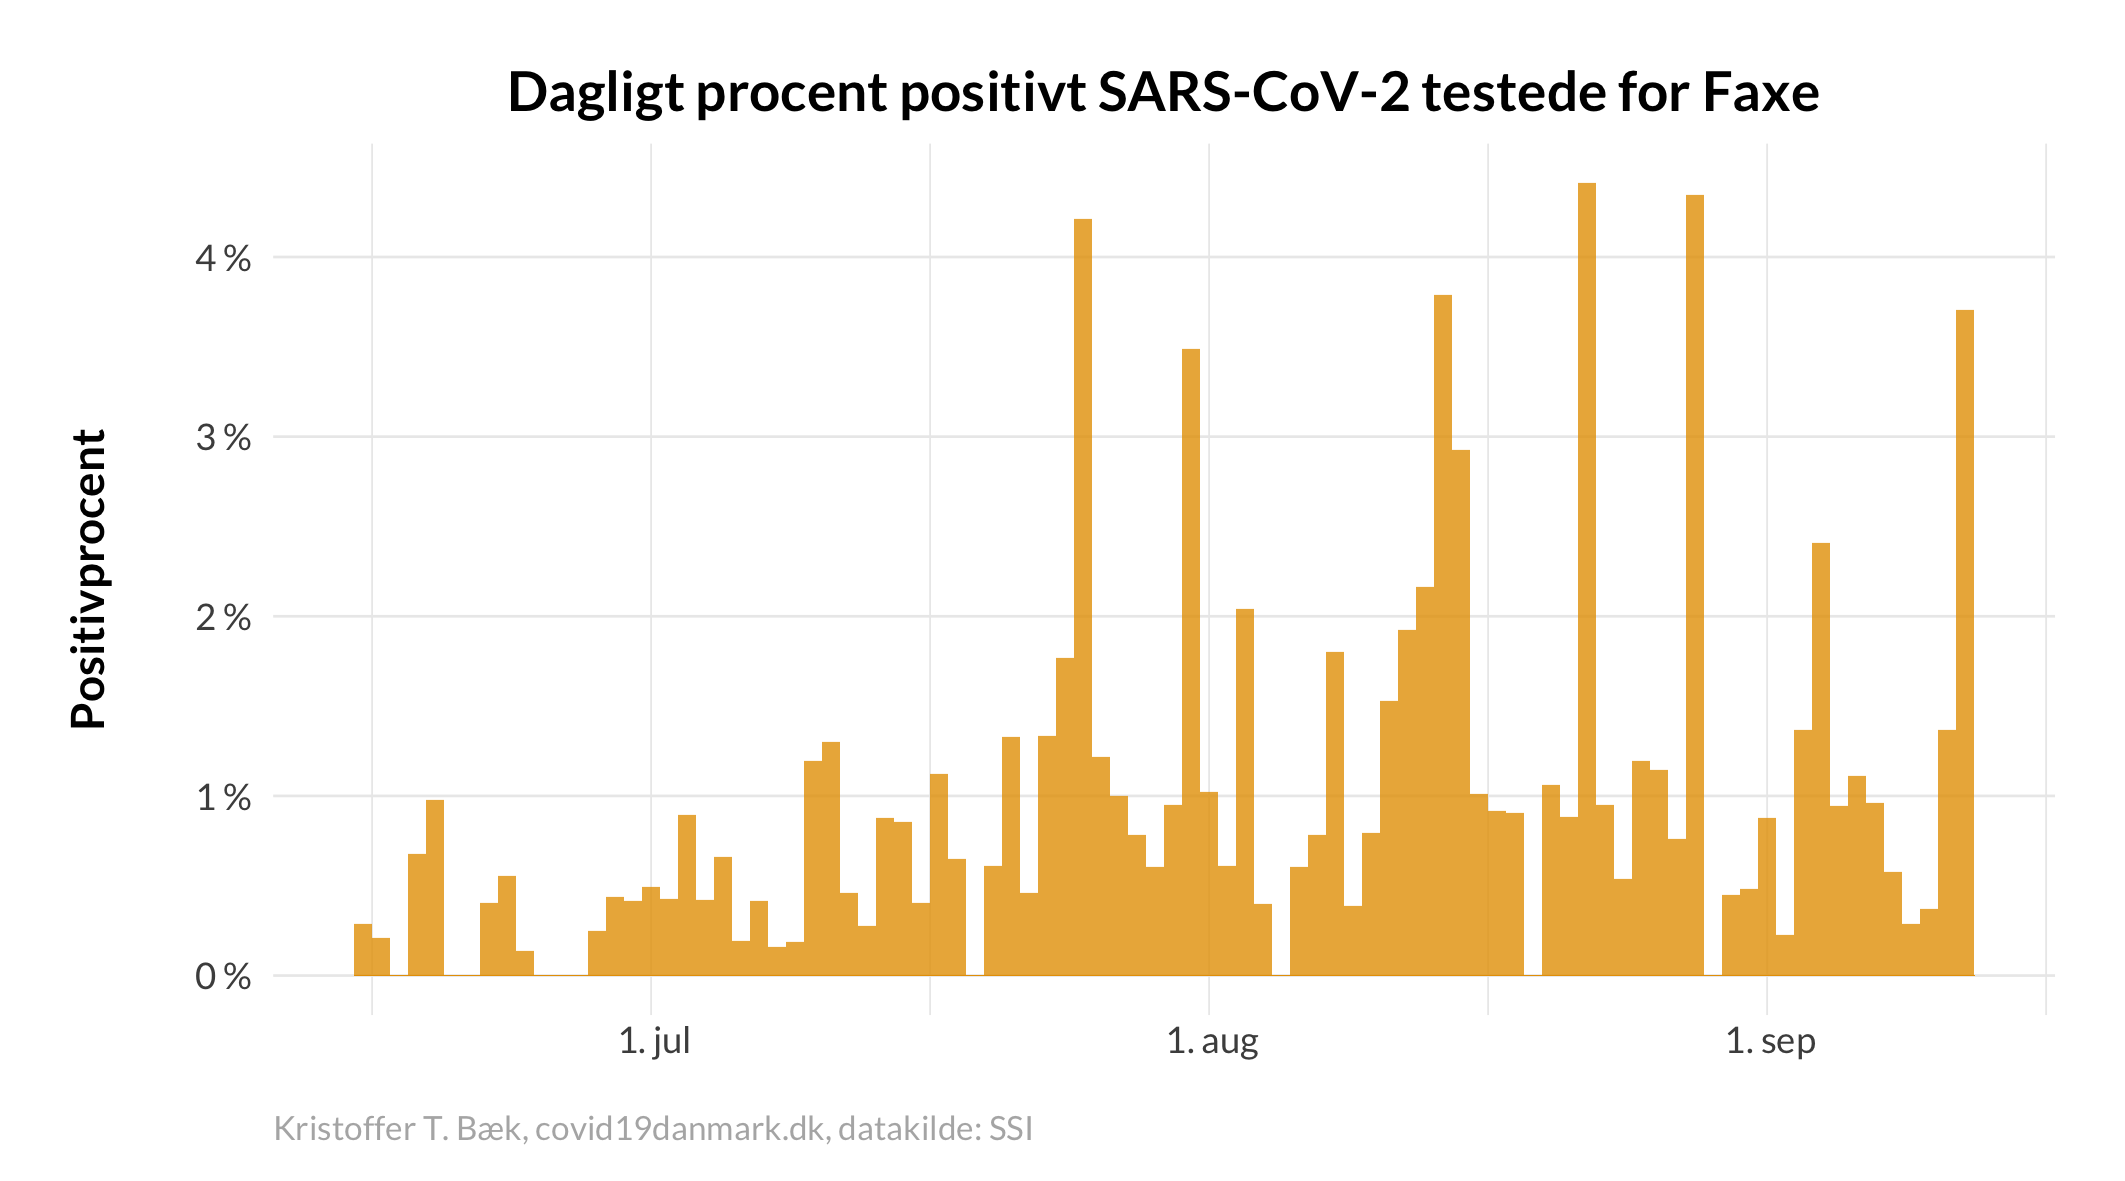 Dagligt procent positivt SARS-CoV-2 testede for Faxe
Positivprocent
4 %
3 %
2 %
1 %
0 %
1. jul
1. aug
1. sep
Kristoffer T. Bæk, covid19danmark.dk, datakilde: SSI